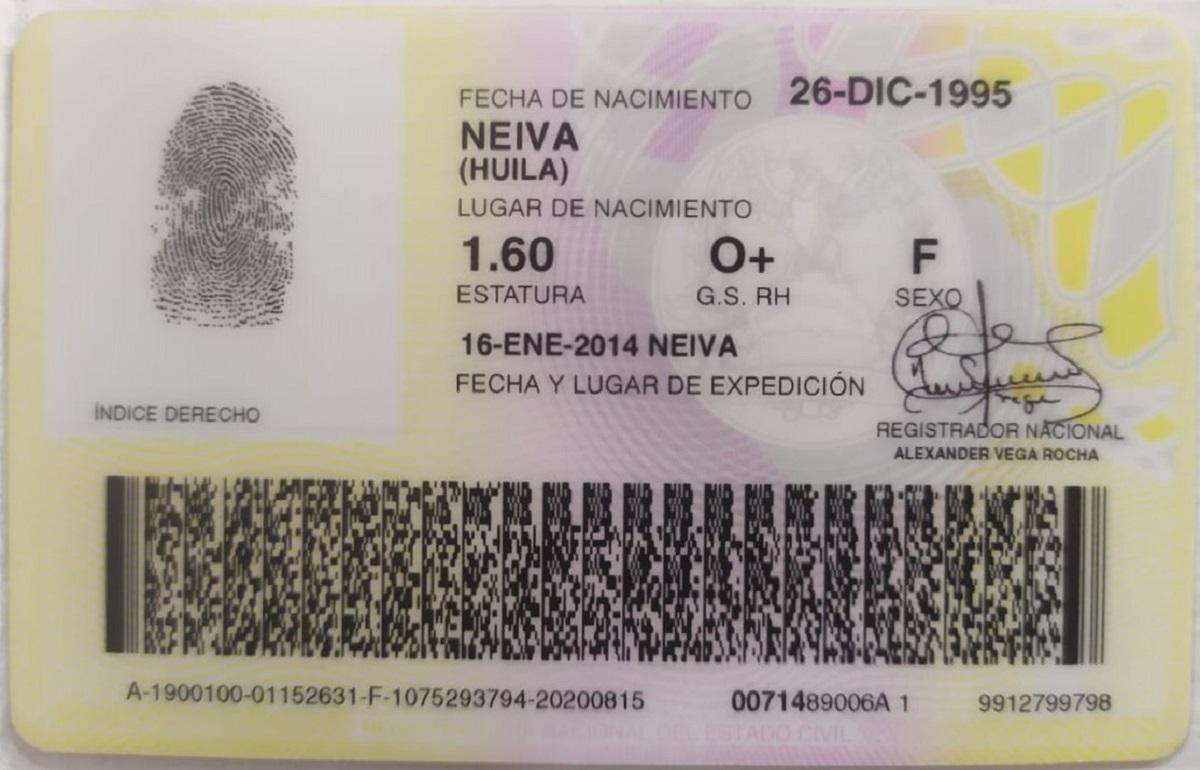 FECHA DE NACIMIENTO 26-DIC-1995
NEIVA
(HUILA)
LUGAR DE NACIMIENTO
1.60 O+ F
ESTATURA G.S. RH SEXO
16-ENE-2014 NEIVA
FECHA Y LUGAR DE EXPEDICIÓN
ÍNDICE DERECHO
REGISTRADOR NACIONAL
ALEXANDER VEGA ROCHA
A-1900100-01152631-F-1075293794-20200815 0071489006A 1 9912799798
NACIONAL DEL ESTADO CIVIL